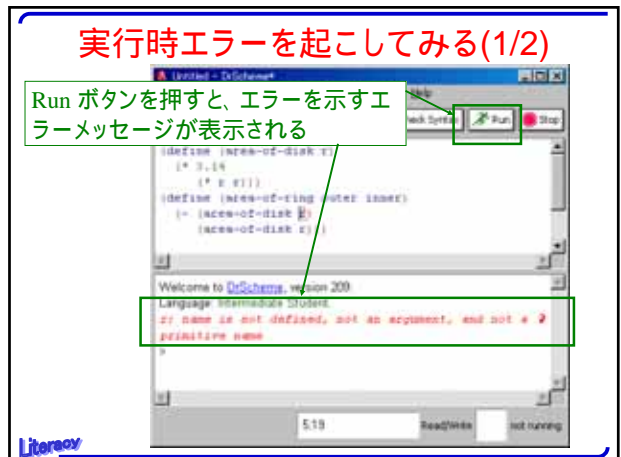 実行時エラーを起こしてみる(1/2)
Untitled - DrScheme*
Help
Run ボタンを押すと、エラーを示すエ
ラーメッセージが表示される
Check Syntax Run Stop
(define (area-of-disk r)
(* 3.14
(* r r)))
(define (area-of-ring outer inner)
(- (area-of-disk r)
(area-of-disk r)))
Welcome to DrScheme, version 209.
Language: Intermediate Student.
r: name is not defined, not an argument, and not a
primitive name
>
5:19 Read/Write not running
Literacy